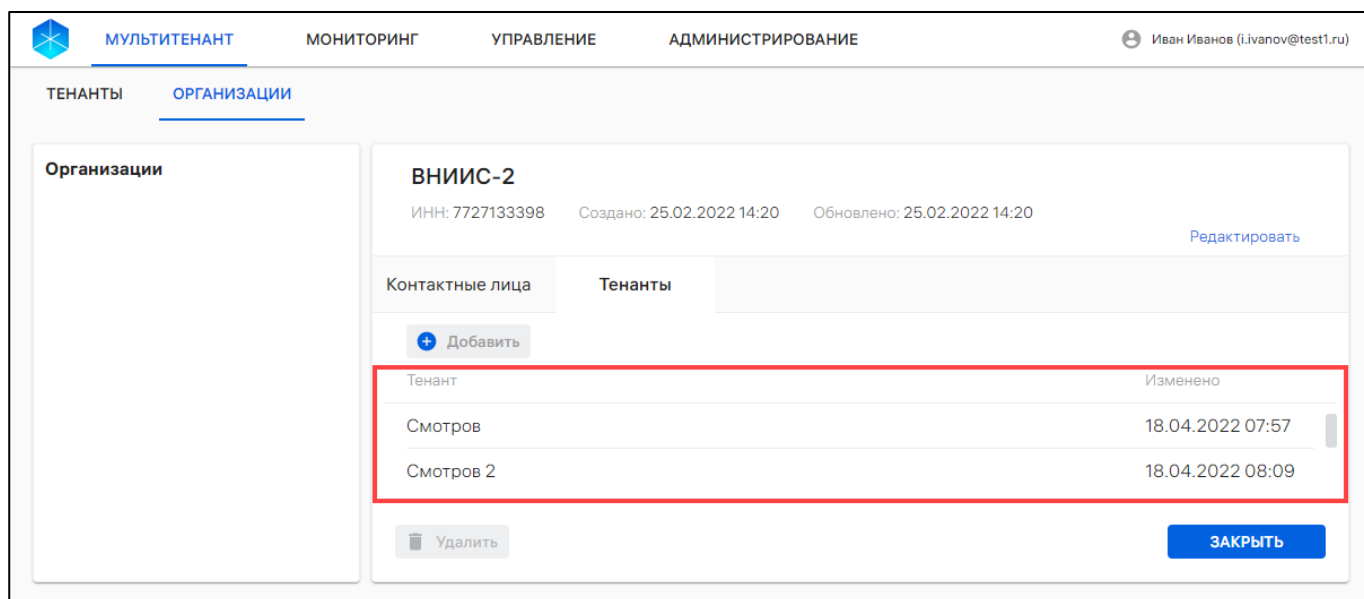 МУЛЬТИТЕНАНТ МОНИТОРИНГ УПРАВЛЕНИЕ АДМИНИСТРИРОВАНИЕ Иван Иванов (i.ivanov@test1.ru)
ТЕНАНТЫ ОРГАНИЗАЦИИ
Организации
ВНИИС-2
ИНН: 7727133398 Создано: 25.02.2022 14:20 Обновлено: 25.02.2022 14:20
Редактировать
Контактные лица Тенанты
Добавить
Тенант Изменено
Смотров 18.04.2022 07:57
Смотров 2 18.04.2022 08:09
Удалить ЗАКРЫТЬ